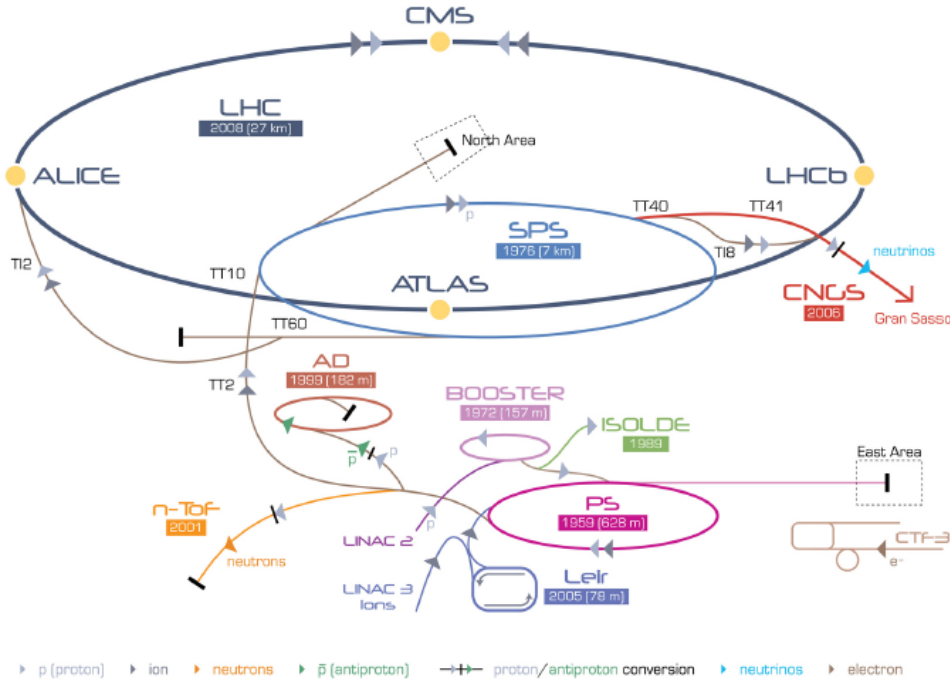 CMS
LHC
2008 (27 km)
North Area
ALICE
LHCb
TT40
TT41
SPS
1976 (7 km)
TI8
neutrinos
TI2
TT10
ATLAS
CNGS
2006
Gran Sasso
TT60
AD
1999 (182 m)
TT2
BOOSTER
1972 (157 m)
ISOLDE
1989
p
p̄
p
East Area
n-ToF
2001
PS
1959 (628 m)
LINAC 2
p
neutrons
CTF-3
e-
LINAC 3
Ions
Leir
2005 (78 m)
p (proton)
ion
neutrons
p̄ (antiproton)
proton/antiproton conversion
neutrinos
electron